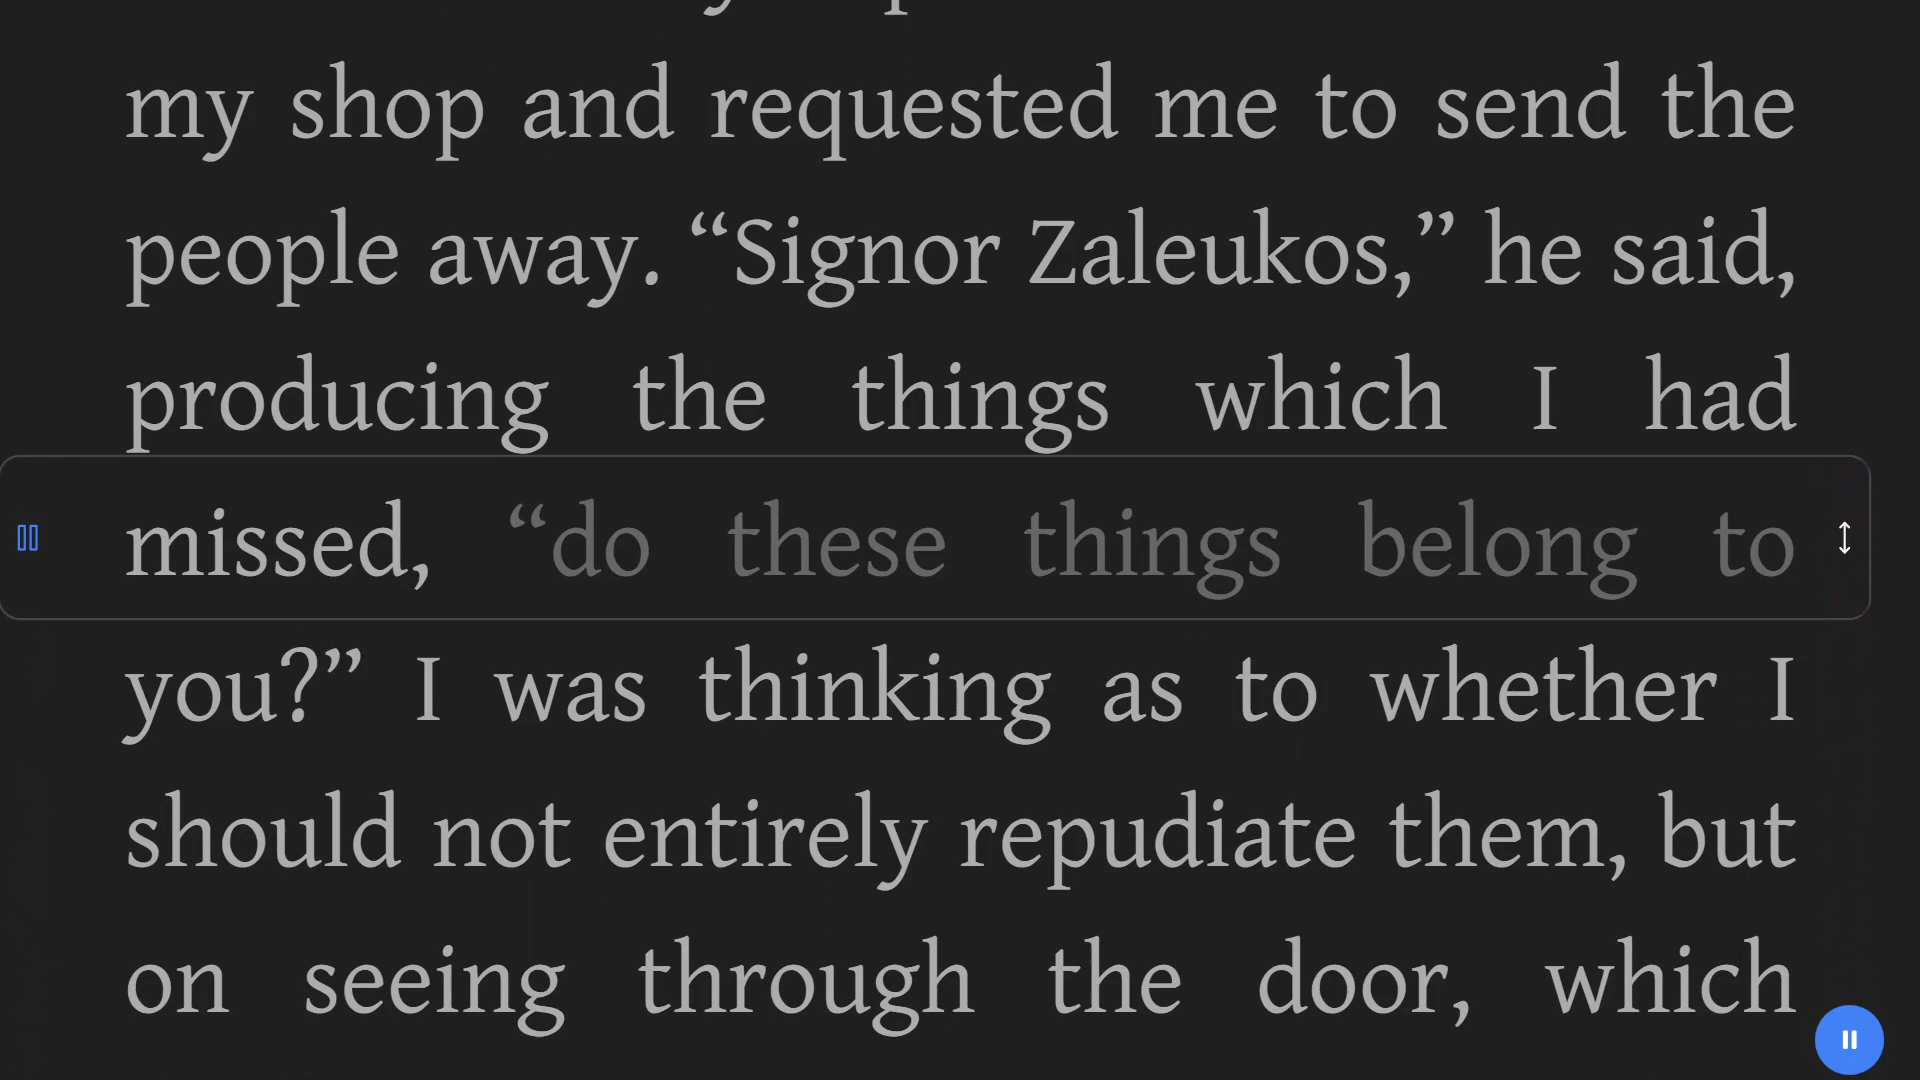 my shop and requested me to send the
people away. “Signor Zaleukos,” he said,
producing the things which I had
missed, “do these things belong to
you?” I was thinking as to whether I
should not entirely repudiate them, but
on seeing through the door, which